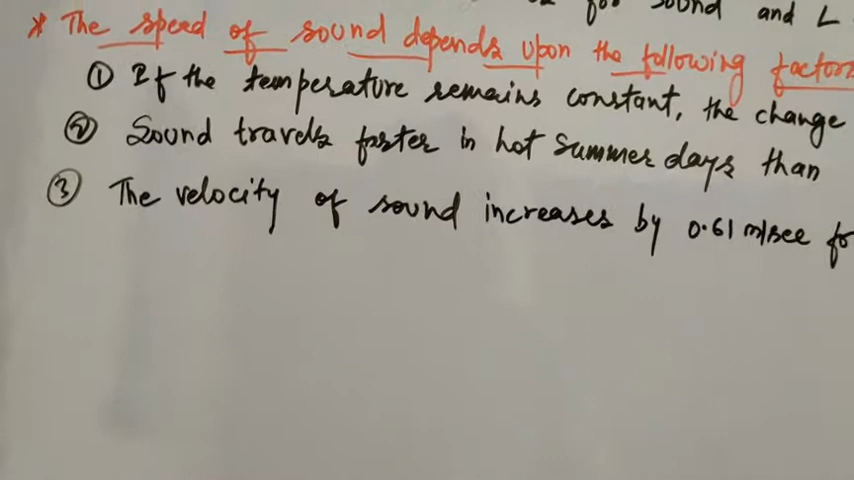 for sound and L
* The speed of sound depends upon the following factors
① If the temperature remains constant, the change
② Sound travels faster in hot summer days than
③ The velocity of sound increases by 0.61 m/sec fo